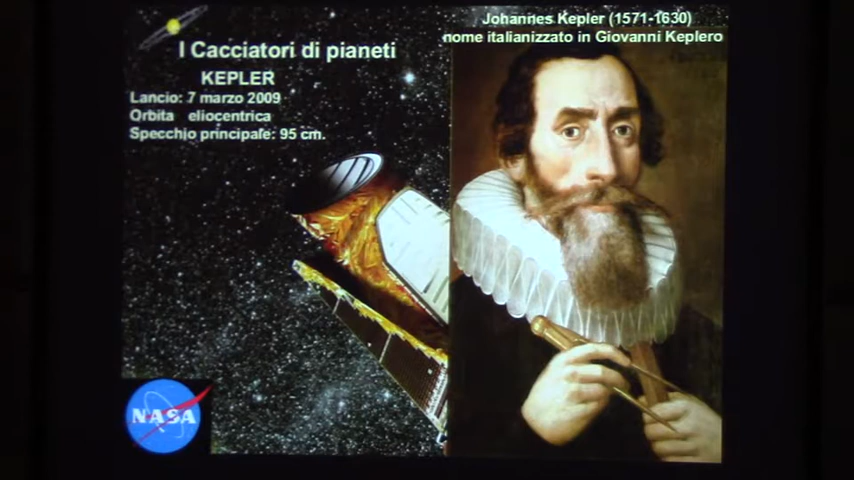 I Cacciatori di pianeti
KEPLER
Lancio: 7 marzo 2009
Orbita eliocentrica
Specchio principale: 95 cm.
Johannes Kepler (1571-1630)
nome italianizzato in Giovanni Keplero
NASA